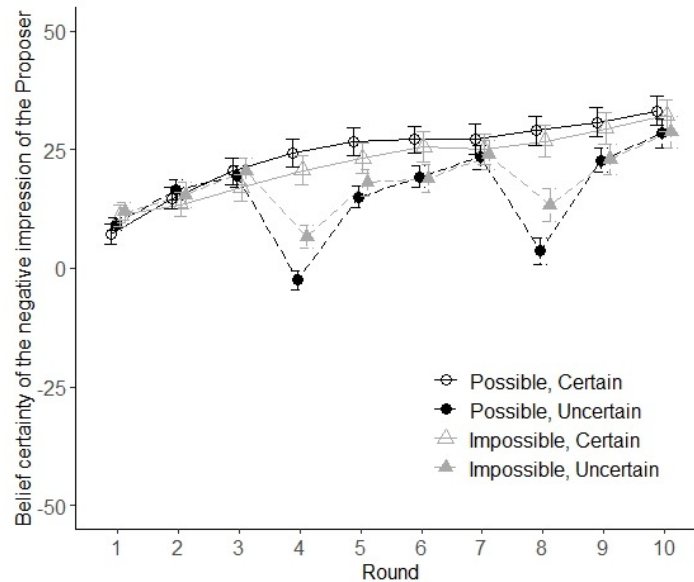 Belief certainty of the negative impression of the Proposer
50
25
0
-25
-50
Possible, Certain
Possible, Uncertain
Impossible, Certain
Impossible, Uncertain
1 2 3 4 5 6 7 8 9 10
Round